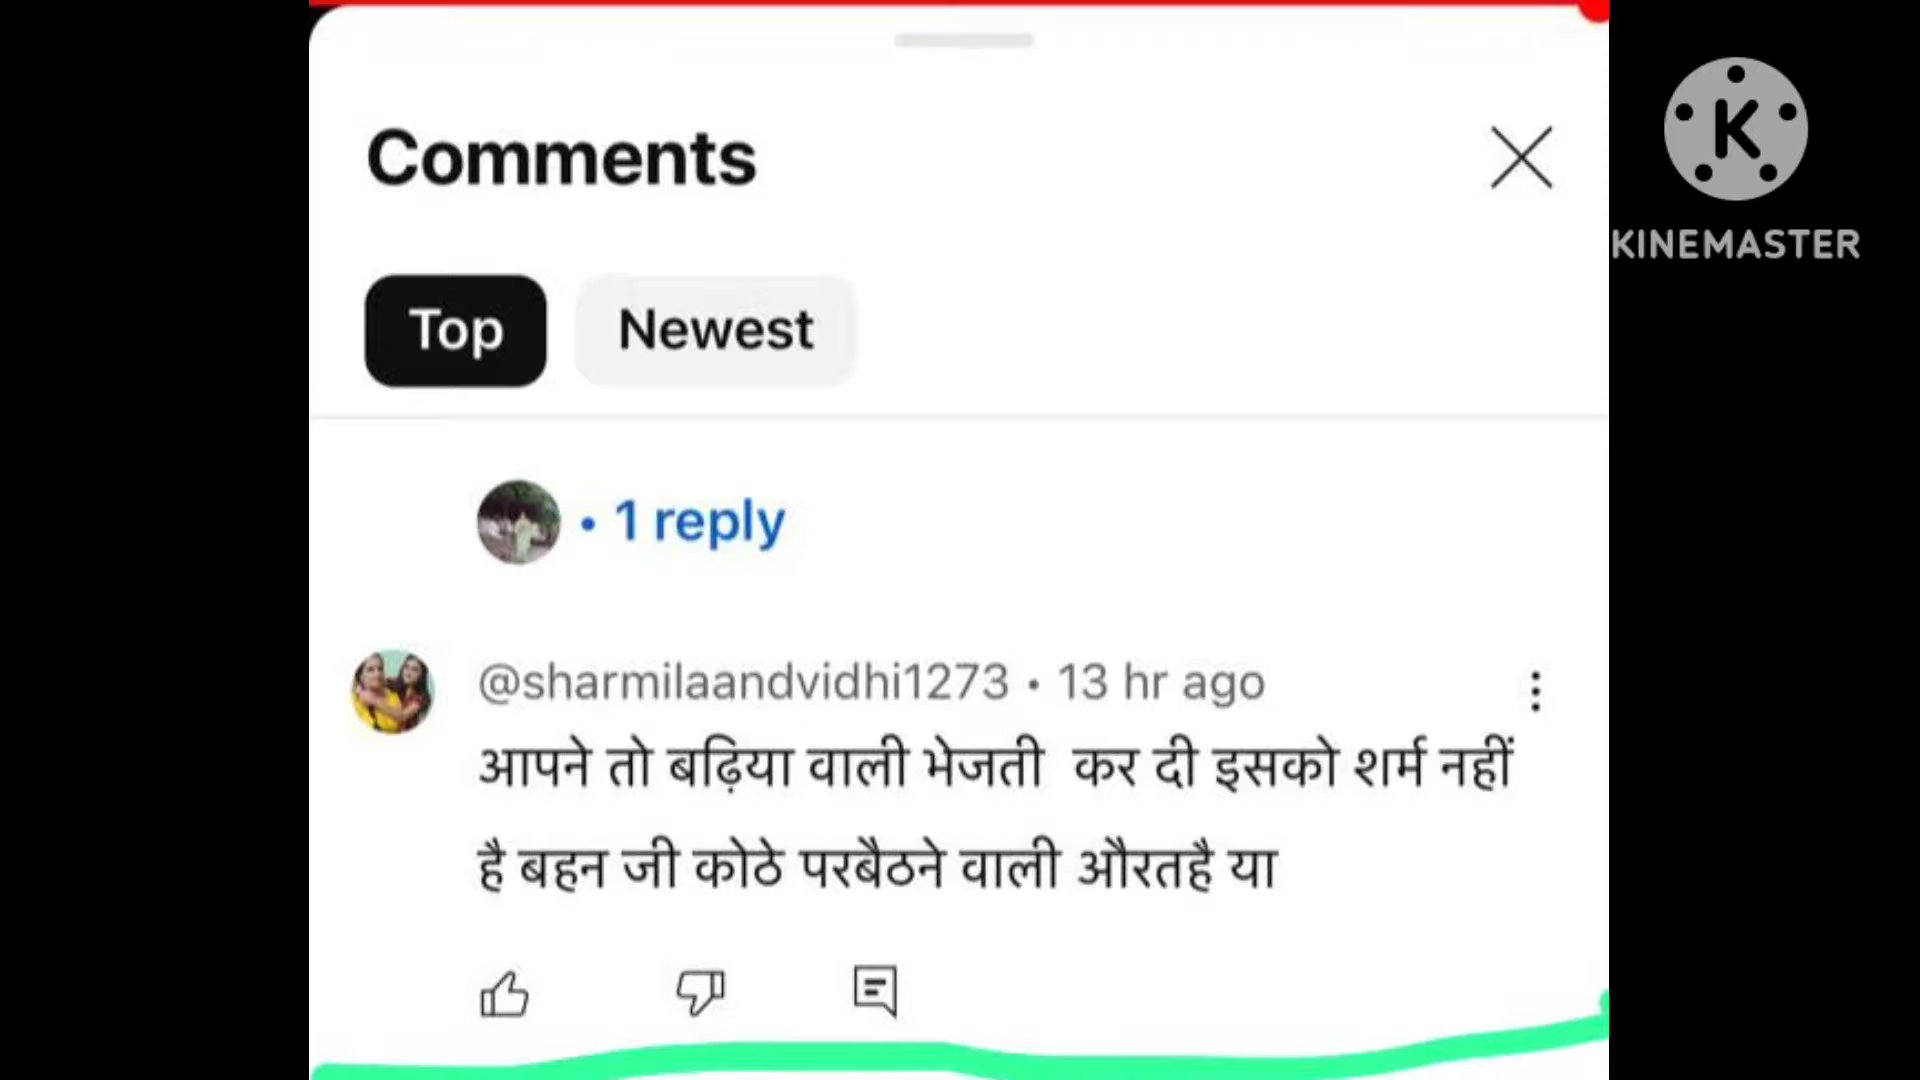 Comments
K
KINEMASTER
Top
Newest
• 1 reply
@sharmilaandvidhi1273 • 13 hr ago
आपने तो बढ़िया वाली भेजती कर दी इसको शर्म नहीं
है बहन जी कोठे परबैठने वाली औरतहै या